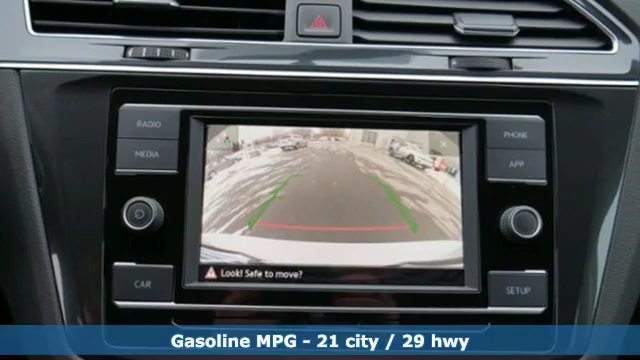 RADIO
PHONE
MEDIA
APP
CAR
Look! Safe to move?
SETUP
Gasoline MPG - 21 city / 29 hwy